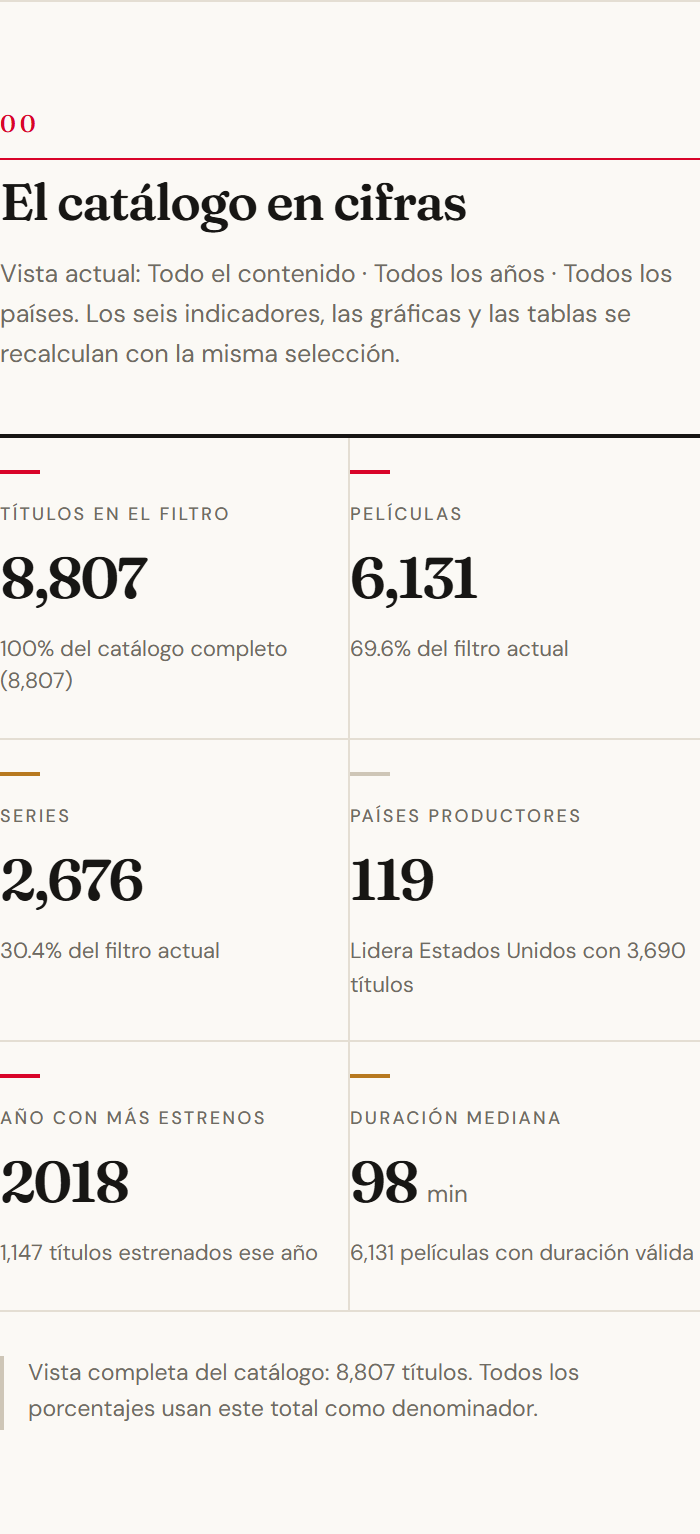 00
El catálogo en cifras
Vista actual: Todo el contenido · Todos los años · Todos los
países. Los seis indicadores, las gráficas y las tablas se
recalculan con la misma selección.
TÍTULOS EN EL FILTRO
8,807
100% del catálogo completo
(8,807)
PELÍCULAS
6,131
69.6% del filtro actual
SERIES
2,676
30.4% del filtro actual
PAÍSES PRODUCTORES
119
Lidera Estados Unidos con 3,690
títulos
AÑO CON MÁS ESTRENOS
2018
1,147 títulos estrenados ese año
DURACIÓN MEDIANA
98 min
6,131 películas con duración válida
Vista completa del catálogo: 8,807 títulos. Todos los
porcentajes usan este total como denominador.